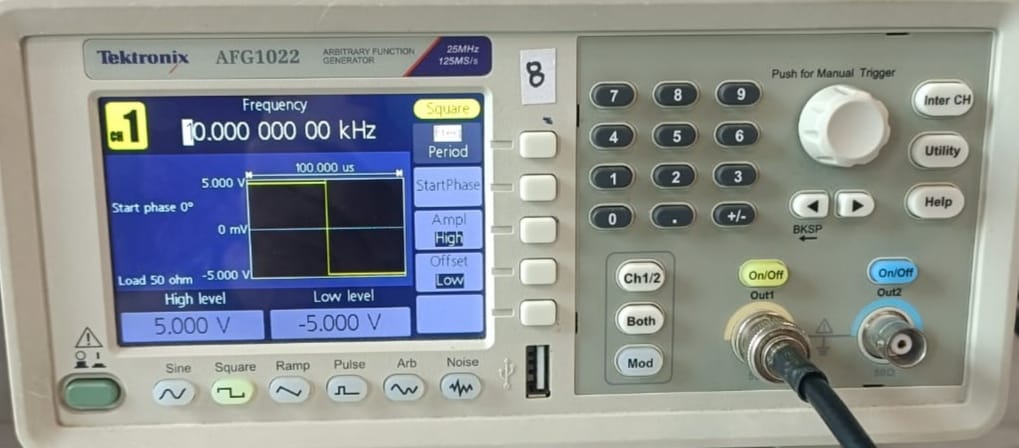 Tektronix AFG1022 ARBITRARY FUNCTION GENERATOR 25MHz 125MS/s
8
CH1
Frequency
10.000 000 00 kHz
Square
Freq
Period
StartPhase
Ampl
High
Offset
Low
100.000 us
5.000 V
Start phase 0°
0 mV
Load 50 ohm
-5.000 V
High level
Low level
5.000 V
-5.000 V
Sine
Square
Ramp
Pulse
Arb
Noise
Push for Manual Trigger
7 8 9
4 5 6
1 2 3
0 . +/-
BKSP
Inter CH
Utility
Help
Ch1/2
Both
Mod
On/Off
Out1
On/Off
Out2
50Ω